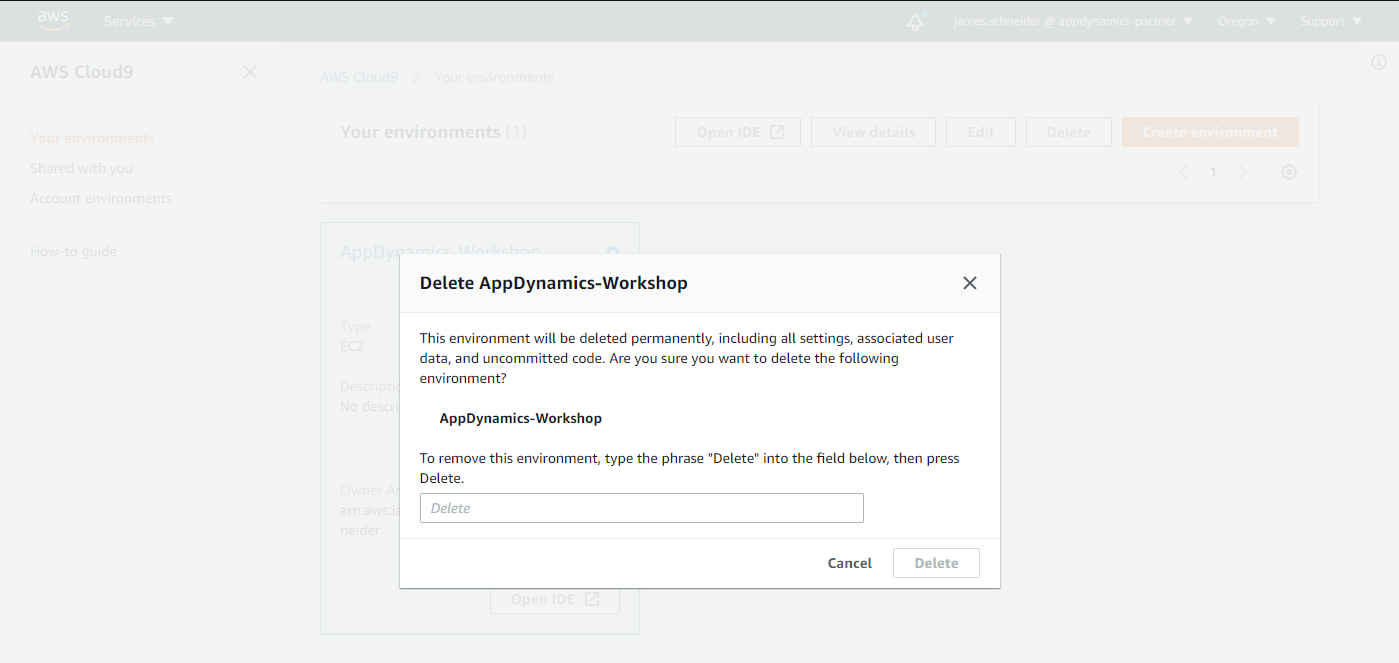 aws
Services
james.schneider @ appdynamics-partner
Oregon
Support
AWS Cloud9
Your environments
Shared with you
Account environments
How-to guide
AWS Cloud9 > Your environments
Your environments (1)
Open IDE
View details
Edit
Delete
Create environment
1
AppDynamics-Workshop
Type
EC2
No descri
Owner Ar
arn:aws:ia
neider
Open IDE
Delete AppDynamics-Workshop
This environment will be deleted permanently, including all settings, associated user
data, and uncommitted code. Are you sure you want to delete the following
environment?
AppDynamics-Workshop
To remove this environment, type the phrase "Delete" into the field below, then press
Delete.
Delete
Cancel
Delete